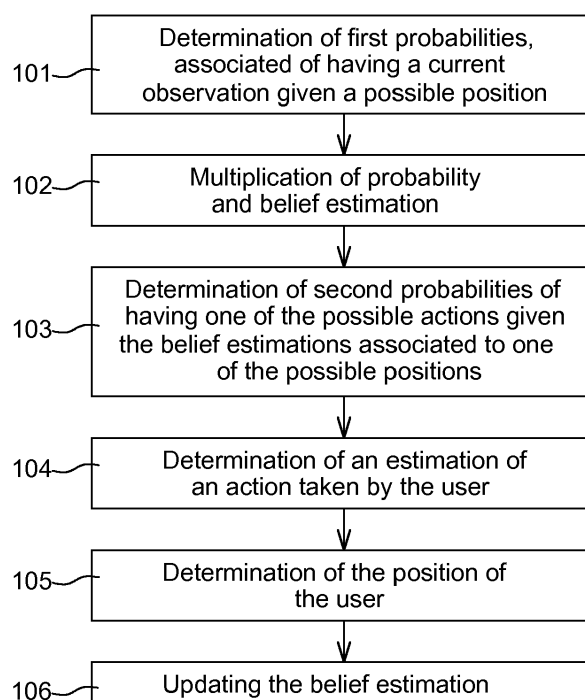 Determination of first probabilities,
101 associated of having a current
observation given a possible position
102 Multiplication of probability
and belief estimation
Determination of second probabilities of
103 having one of the possible actions given
the belief estimations associated to one
of the possible positions
104 Determination of an estimation of
an action taken by the user
105 Determination of the position of
the user
106 Updating the belief estimation